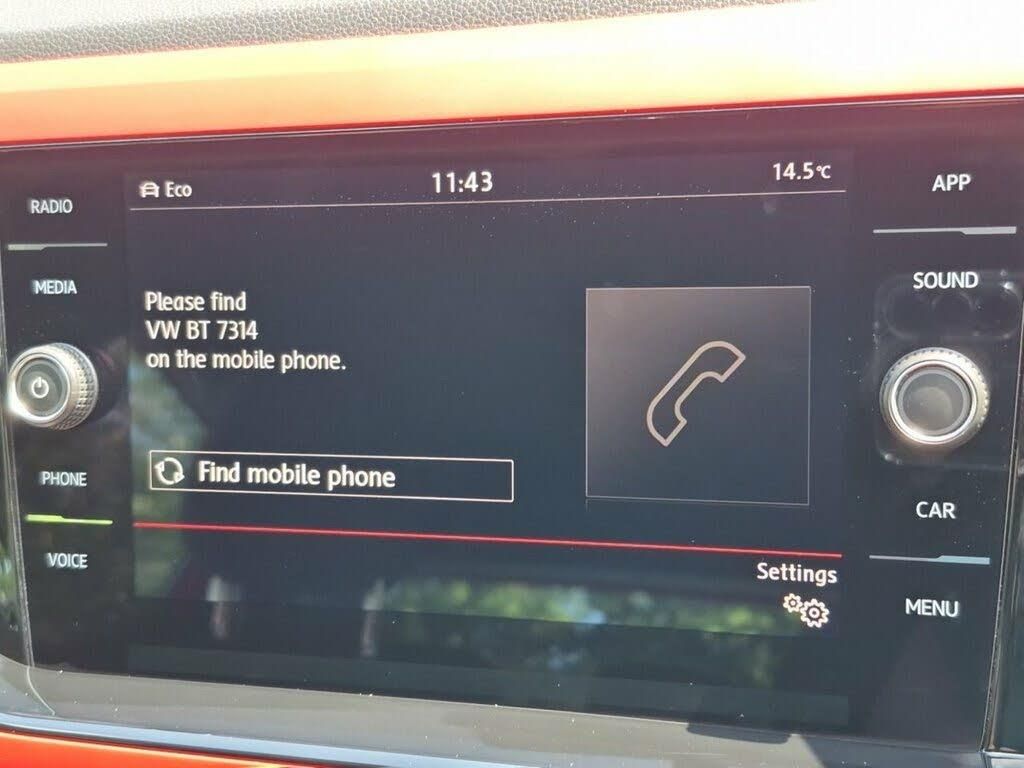 Eco 11:43 14.5°C
RADIO
MEDIA
PHONE
VOICE
Please find
VW BT 7314
on the mobile phone.
Find mobile phone
Settings
APP
SOUND
CAR
MENU